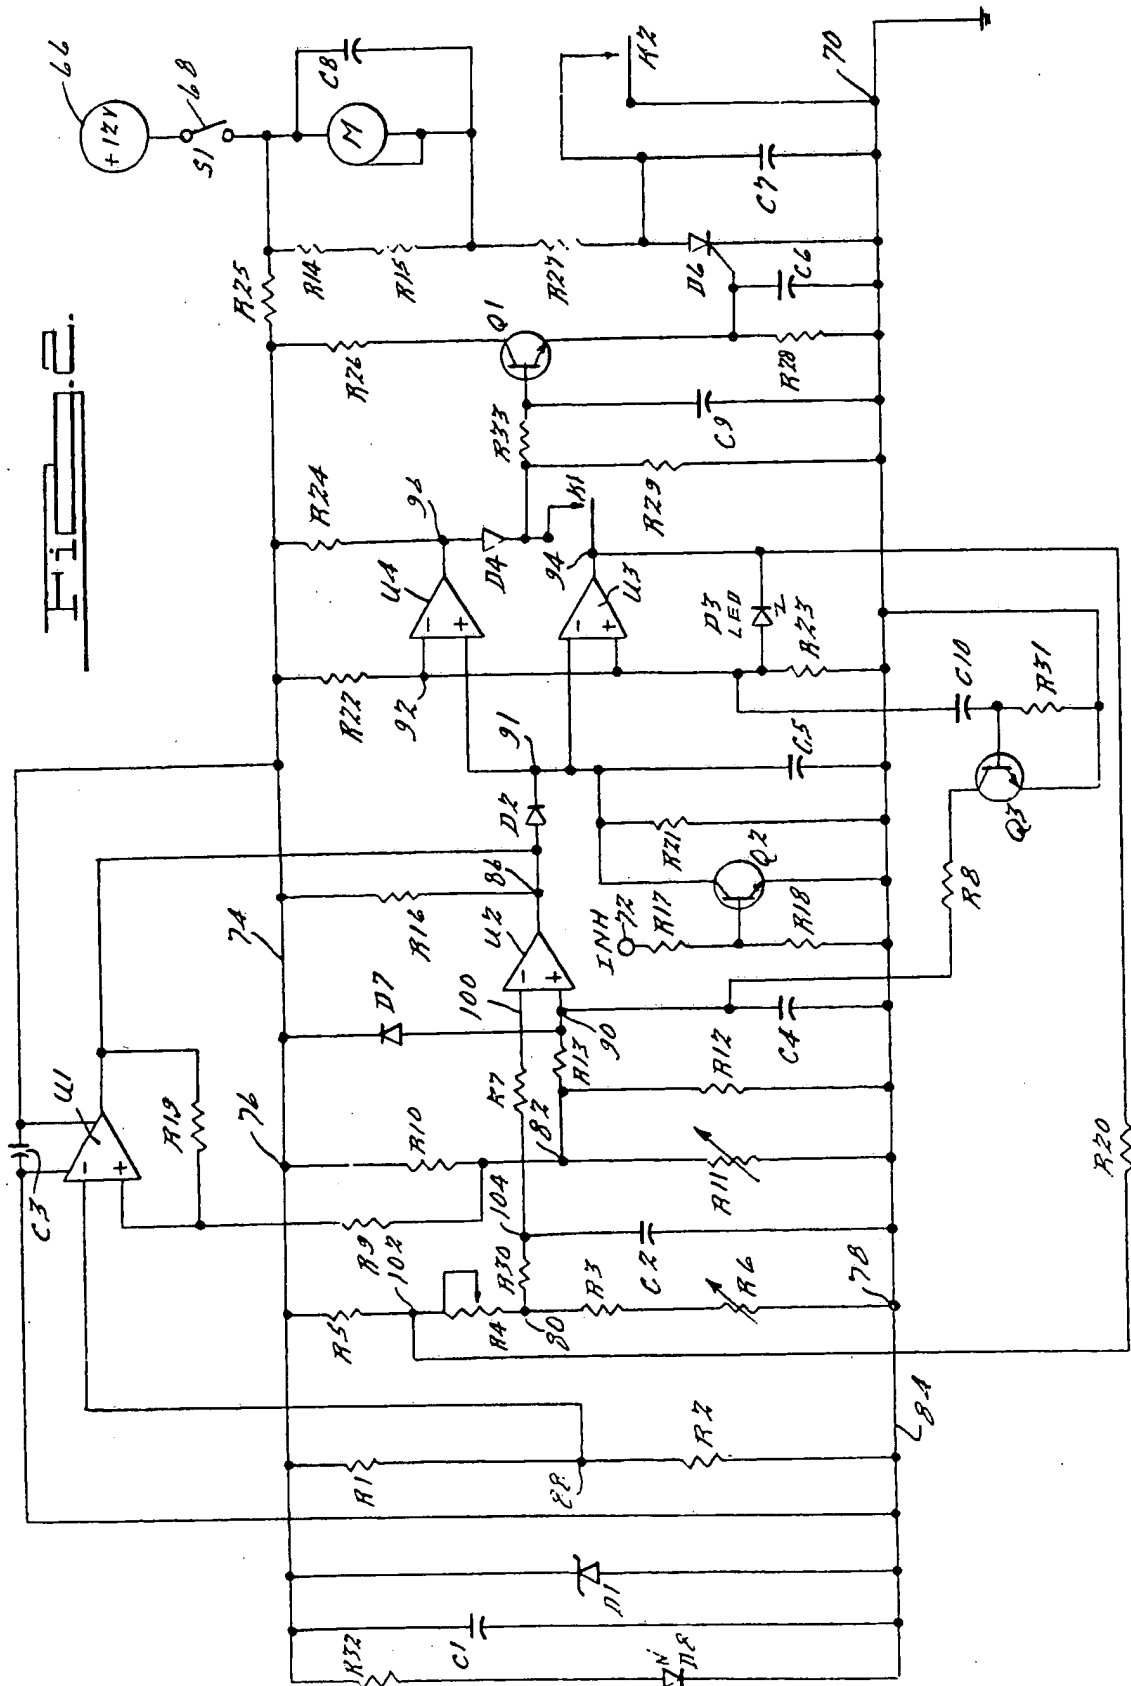 Fig. 2.
+12V
66
68
S1
C8
M
K2
70
R25
R14
R15
R27
D6
C7
C6
R26
Q1
R28
R33
C9
R24
96
D4
K1
R29
U4
94
U3
R22
92
D3
LED
R23
C10
R31
Q3
91
D2
C5
R21
Q2
74
R16
86
U2
INH
72
R17
R18
R8
D7
100
90
R13
R12
C4
U1
C3
R19
76
R10
R7
182
R11
R20
R9
104
R30
C2
102
R5
R4
80
R3
R6
78
84
R1
88
R2
D1
C1
R32
D8